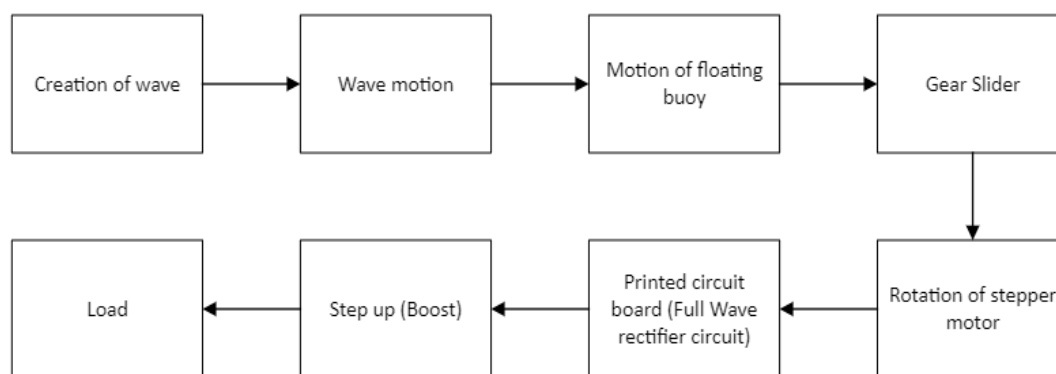 Creation of wave
Wave motion
Motion of floating
buoy
Gear Slider
Load
Step up (Boost)
Printed circuit
board (Full Wave
rectifier circuit)
Rotation of stepper
motor